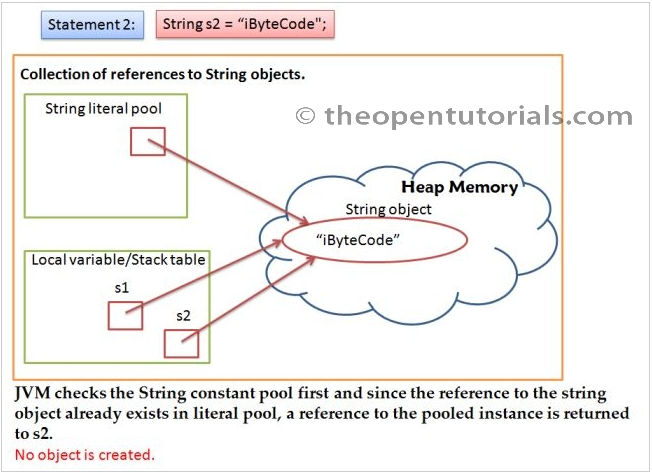 Statement 2:
String s2 = “iByteCode";
Collection of references to String objects.
String literal pool
© theopentutorials.com
Heap Memory
String object
“iByteCode”
Local variable/Stack table
s1
s2
JVM checks the String constant pool first and since the reference to the string
object already exists in literal pool, a reference to the pooled instance is returned
to s2.
No object is created.